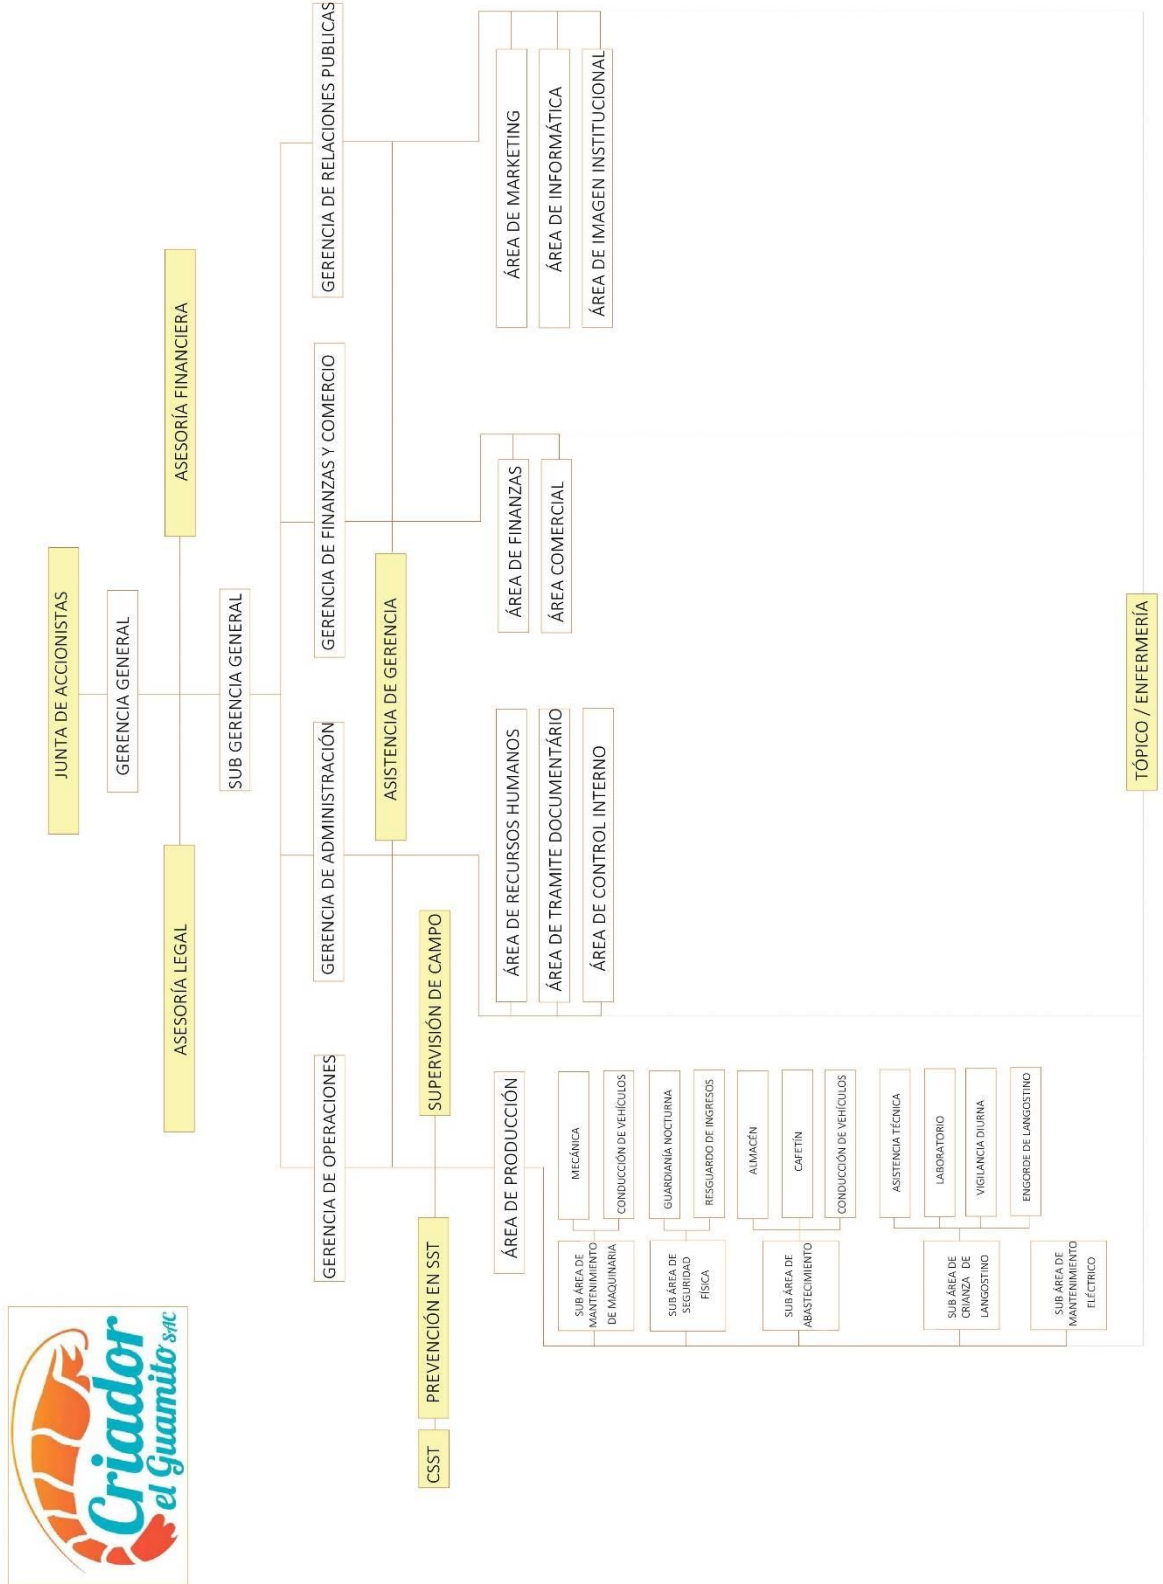 Criador
el Guamito SAC
JUNTA DE ACCIONISTAS
GERENCIA GENERAL
ASESORÍA LEGAL
ASESORÍA FINANCIERA
SUB GERENCIA GENERAL
GERENCIA DE OPERACIONES
GERENCIA DE ADMINISTRACIÓN
GERENCIA DE FINANZAS Y COMERCIO
GERENCIA DE RELACIONES PUBLICAS
ASISTENCIA DE GERENCIA
CSST
PREVENCIÓN EN SST
SUPERVISIÓN DE CAMPO
ÁREA DE PRODUCCIÓN
SUB ÁREA DE
MANTENIMIENTO
DE MAQUINARIA
MECÁNICA
CONDUCCIÓN DE VEHÍCULOS
SUB ÁREA DE
SEGURIDAD
FÍSICA
GUARDIANÍA NOCTURNA
RESGUARDO DE INGRESOS
SUB ÁREA DE
ABASTECIMIENTO
ALMACÉN
CAFETÍN
CONDUCCIÓN DE VEHÍCULOS
SUB ÁREA DE
CRIANZA DE
LANGOSTINO
ASISTENCIA TÉCNICA
LABORATORIO
VIGILANCIA DIURNA
ENGORDE DE LANGOSTINO
SUB ÁREA DE
MANTENIMIENTO
ELÉCTRICO
ÁREA DE RECURSOS HUMANOS
ÁREA DE TRAMITE DOCUMENTÁRIO
ÁREA DE CONTROL INTERNO
ÁREA DE FINANZAS
ÁREA COMERCIAL
ÁREA DE MARKETING
ÁREA DE INFORMÁTICA
ÁREA DE IMAGEN INSTITUCIONAL
TÓPICO / ENFERMERÍA